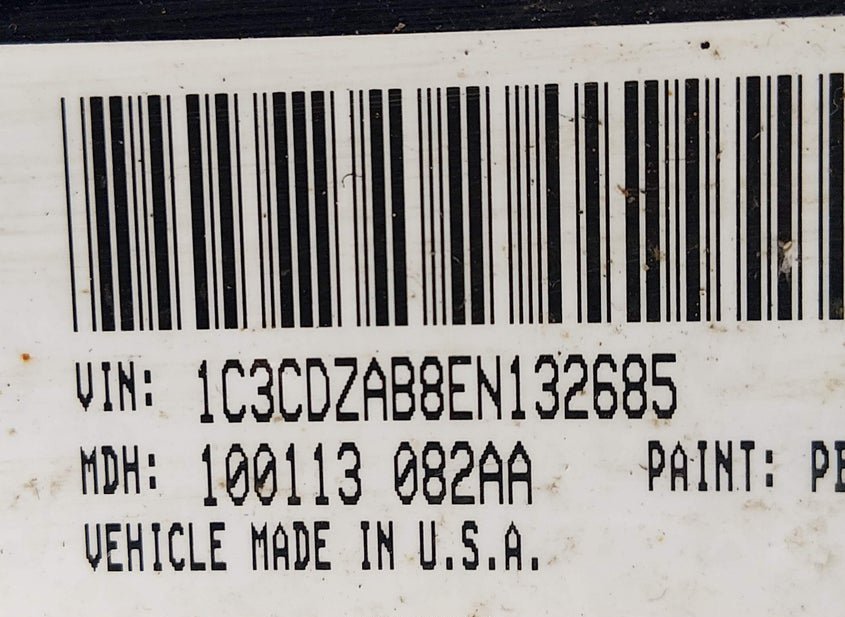 VIN: 1C3CDZAB8EN132685
MDH: 100113 082AA PAINT: PE
VEHICLE MADE IN U.S.A.